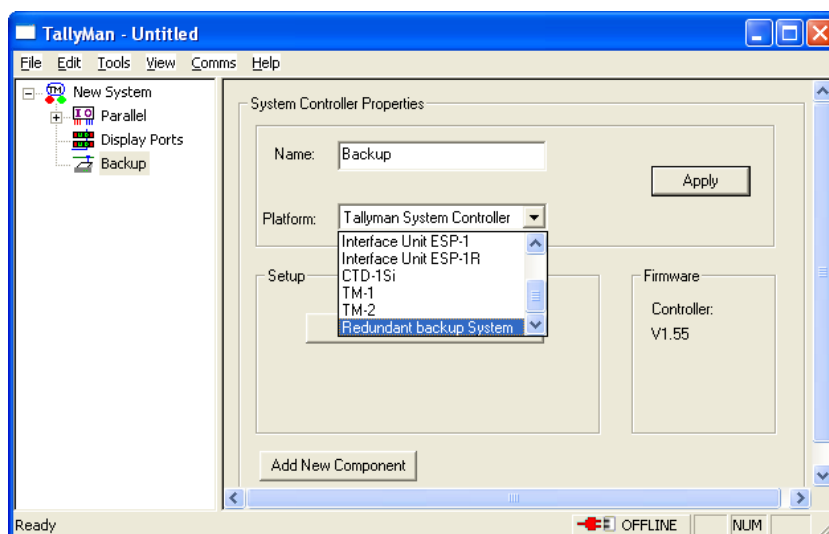 TallyMan - Untitled
File Edit Tools View Comms Help
New System
Parallel
Display Ports
Backup
System Controller Properties
Name: Backup
Apply
Platform: Tallyman System Controller
Interface Unit ESP-1
Interface Unit ESP-1R
CTD-1Si
TM-1
TM-2
Redundant backup System
Setup
Firmware
Controller:
V1.55
Add New Component
Ready
OFFLINE
NUM